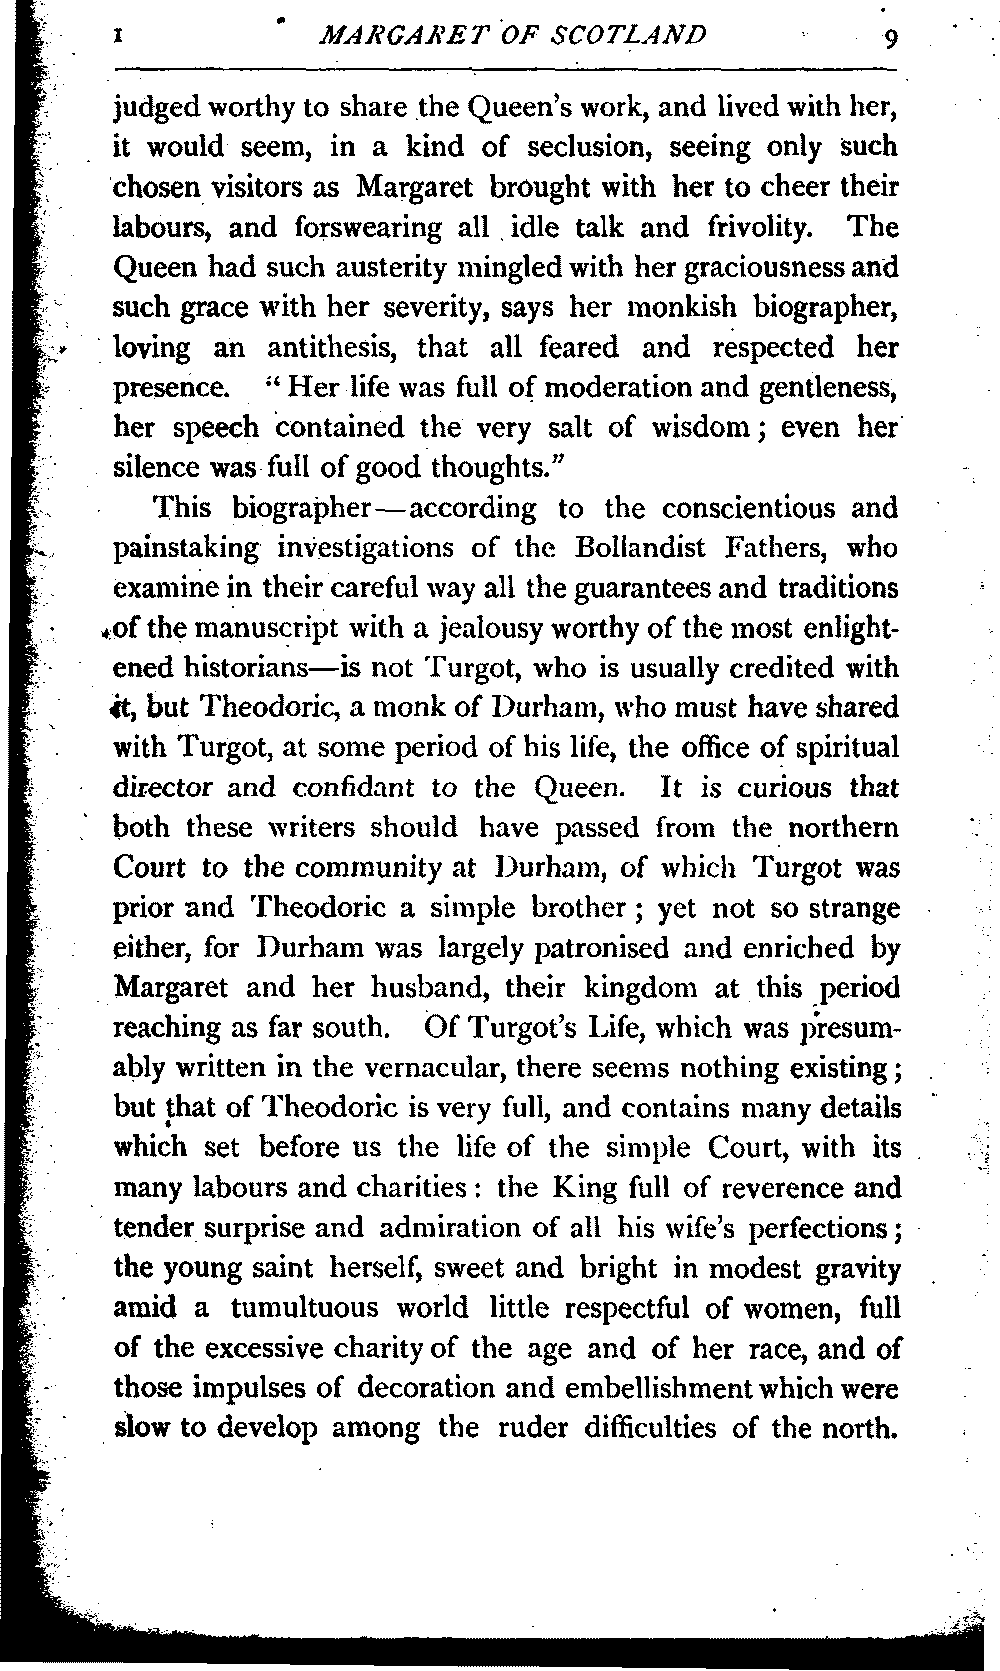 I MARGARET OF SCOTLAND 9
judged worthy to share the Queen's work, and lived with her,
it would seem, in a kind of seclusion, seeing only such
chosen visitors as Margaret brought with her to cheer their
labours, and forswearing all idle talk and frivolity. The
Queen had such austerity mingled with her graciousness and
such grace with her severity, says her monkish biographer,
loving an antithesis, that all feared and respected her
presence. "Her life was full of moderation and gentleness,
her speech contained the very salt of wisdom; even her
silence was full of good thoughts."
This biographer—according to the conscientious and
painstaking investigations of the Bollandist Fathers, who
examine in their careful way all the guarantees and traditions
of the manuscript with a jealousy worthy of the most enlight-
ened historians—is not Turgot, who is usually credited with
it, but Theodoric, a monk of Durham, who must have shared
with Turgot, at some period of his life, the office of spiritual
director and confidant to the Queen. It is curious that
both these writers should have passed from the northern
Court to the community at Durham, of which Turgot was
prior and Theodoric a simple brother; yet not so strange
either, for Durham was largely patronised and enriched by
Margaret and her husband, their kingdom at this period
reaching as far south. Of Turgot's Life, which was presum-
ably written in the vernacular, there seems nothing existing;
but that of Theodoric is very full, and contains many details
which set before us the life of the simple Court, with its
many labours and charities: the King full of reverence and
tender surprise and admiration of all his wife's perfections;
the young saint herself, sweet and bright in modest gravity
amid a tumultuous world little respectful of women, full
of the excessive charity of the age and of her race, and of
those impulses of decoration and embellishment which were
slow to develop among the ruder difficulties of the north.